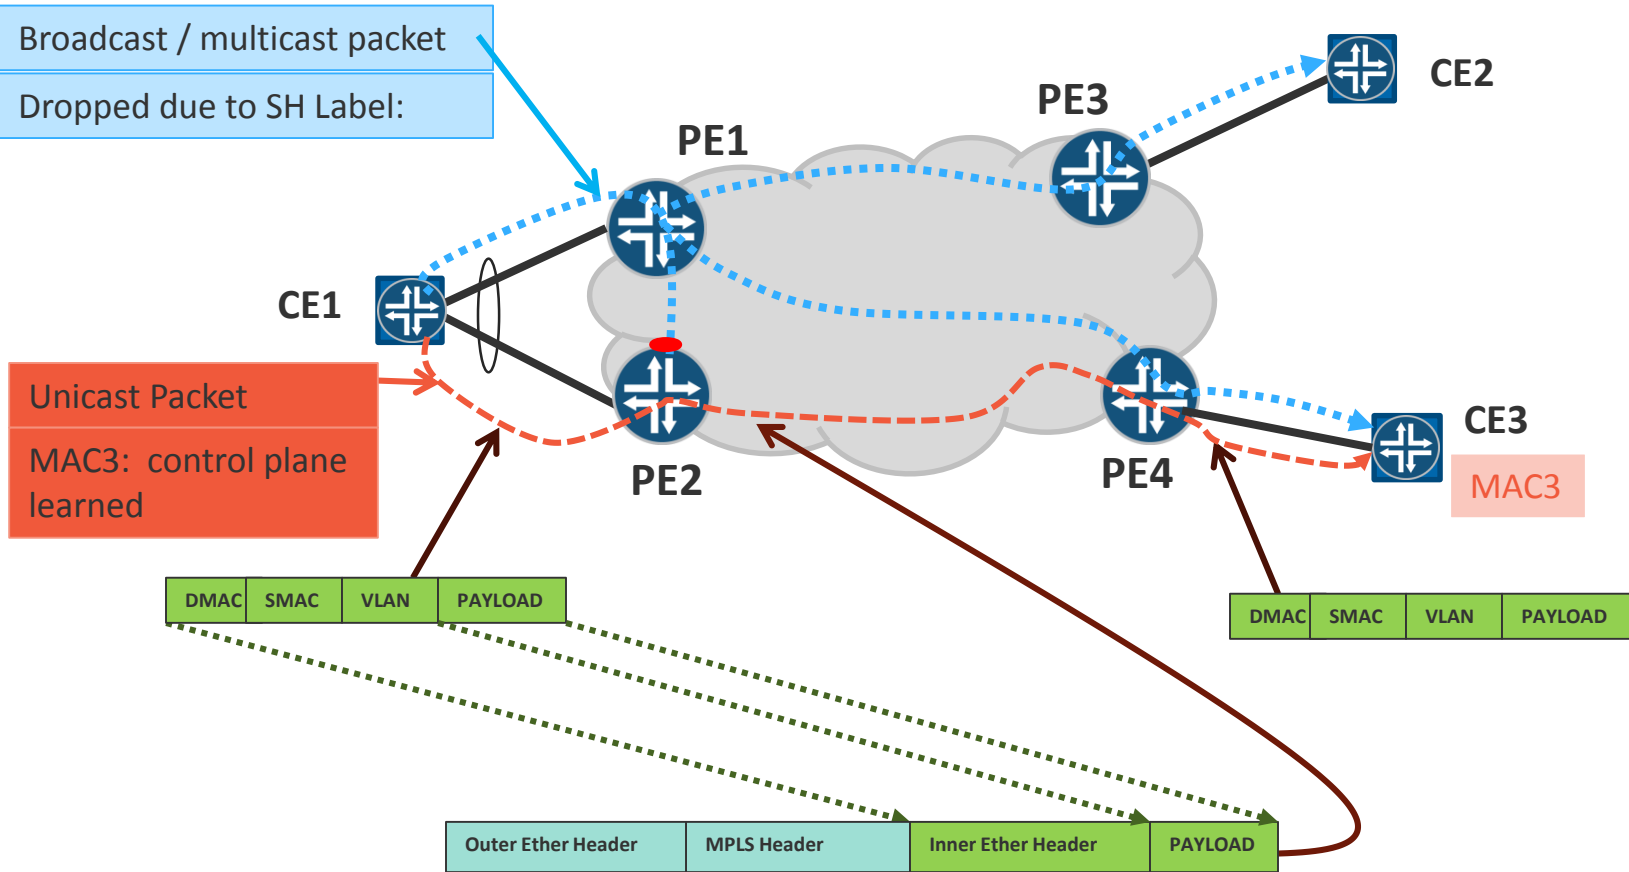 Broadcast / multicast packet
Dropped due to SH Label:
CE2
PE3
PE1
CE1
Unicast Packet
MAC3:  control plane
learned
PE2
PE4
CE3
MAC3
DMAC SMAC VLAN PAYLOAD
DMAC SMAC VLAN PAYLOAD
Outer Ether Header MPLS Header Inner Ether Header PAYLOAD